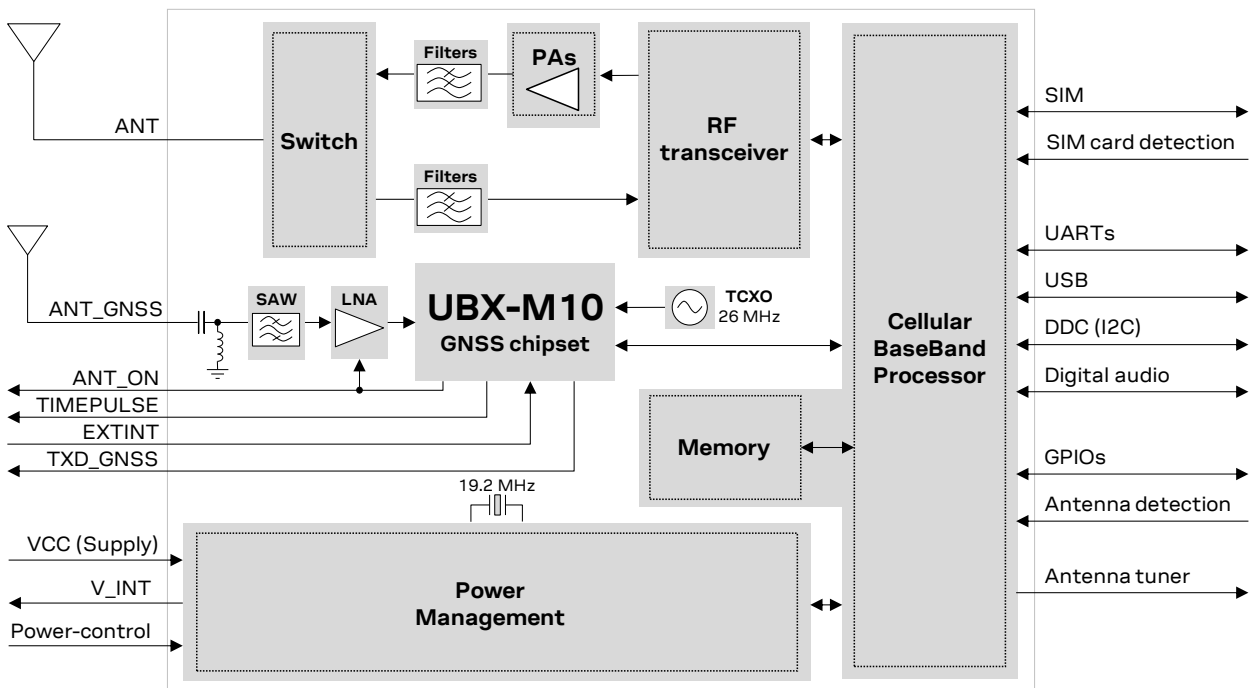 Filters
PAs
ANT
Switch
RF
transceiver
Filters
SIM
SIM card detection
UARTs
USB
DDC (I2C)
Digital audio
GPIOs
Antenna detection
Antenna tuner
Cellular
BaseBand
Processor
ANT_GNSS
SAW
LNA
UBX-M10
GNSS chipset
TCXO
26 MHz
ANT_ON
TIMEPULSE
EXTINT
TXD_GNSS
Memory
19.2 MHz
VCC (Supply)
V_INT
Power-control
Power
Management